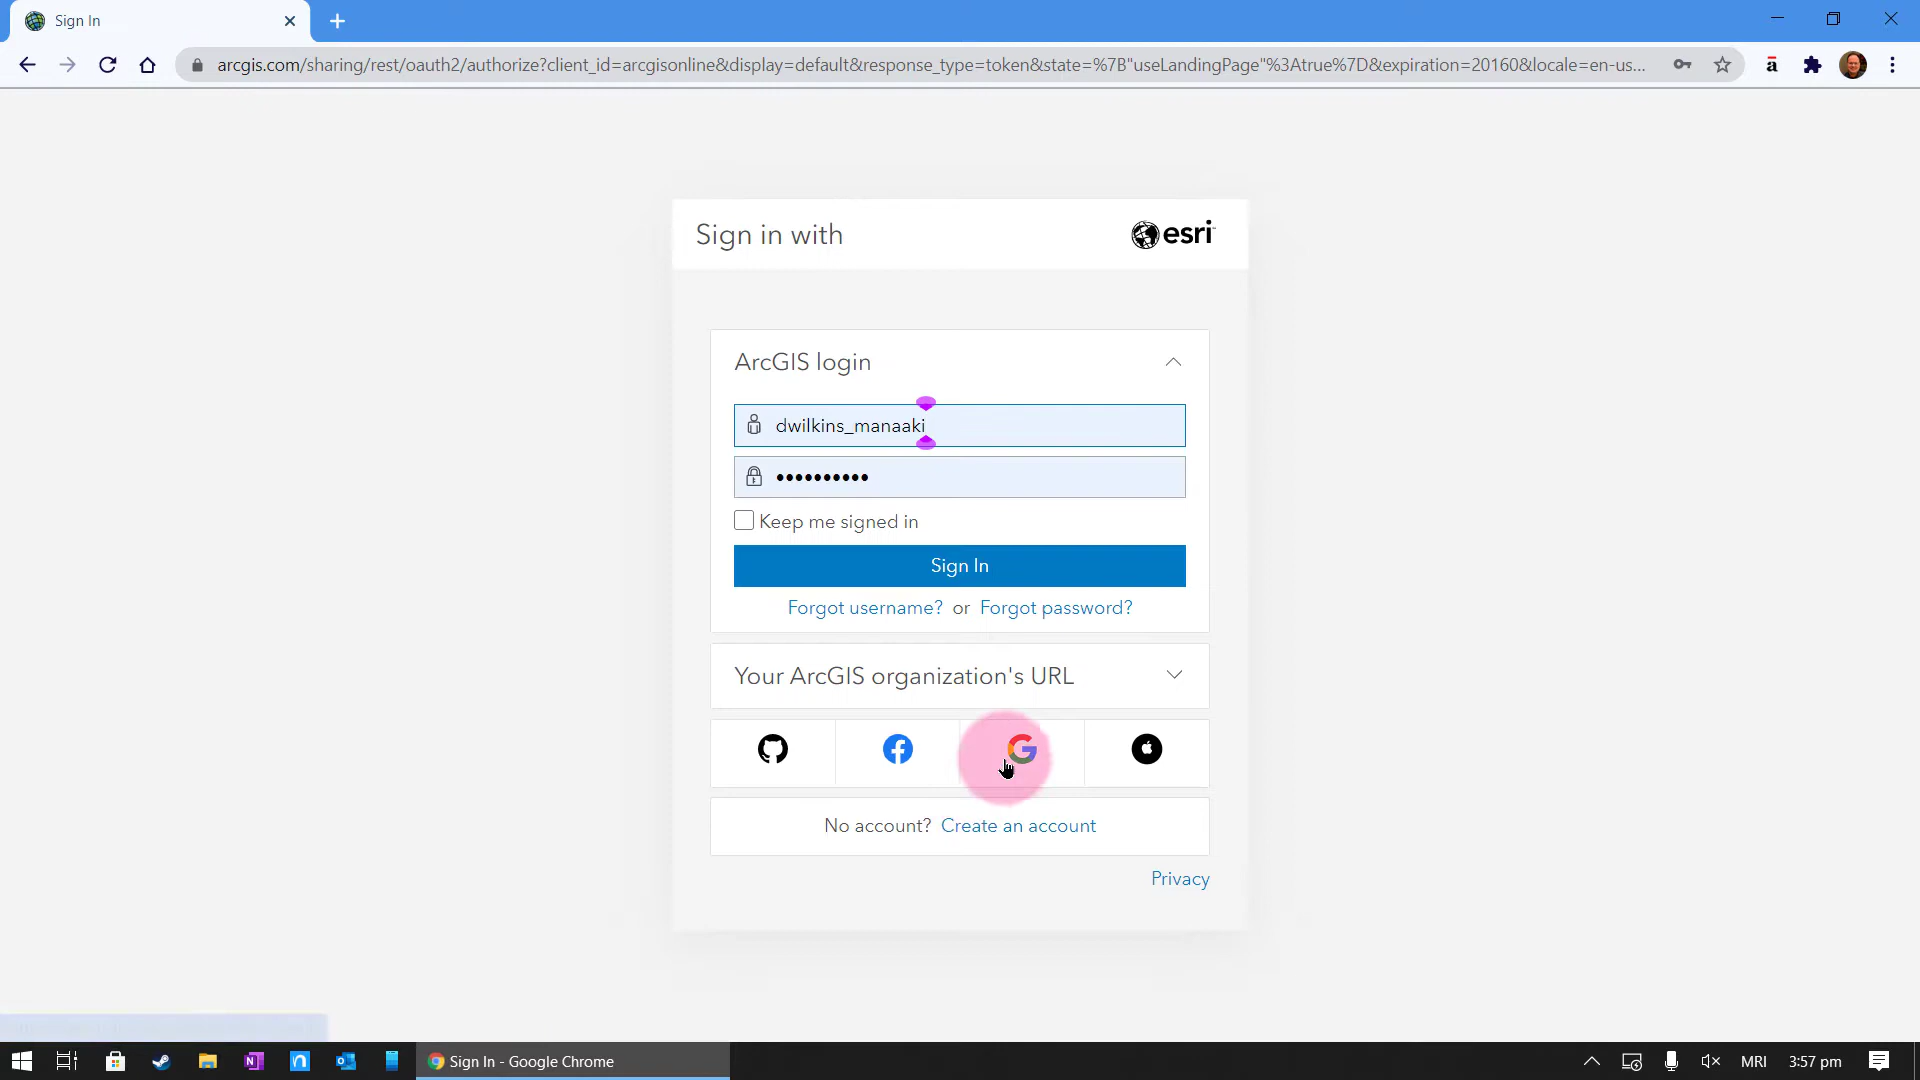 Sign In
arcgis.com/sharing/rest/oauth2/authorize?client_id=arcgisonline&display=default&response_type=token&state=%7B"useLandingPage"%3Atrue%7D&expiration=20160&locale=en-us...
ā
Sign in with
esri
ArcGIS login
dwilkins_manaaki
••••••••••
Keep me signed in
Sign In
Forgot username? or Forgot password?
Your ArcGIS organization's URL
No account? Create an account
Privacy
Sign In - Google Chrome
MRI
3:57 pm